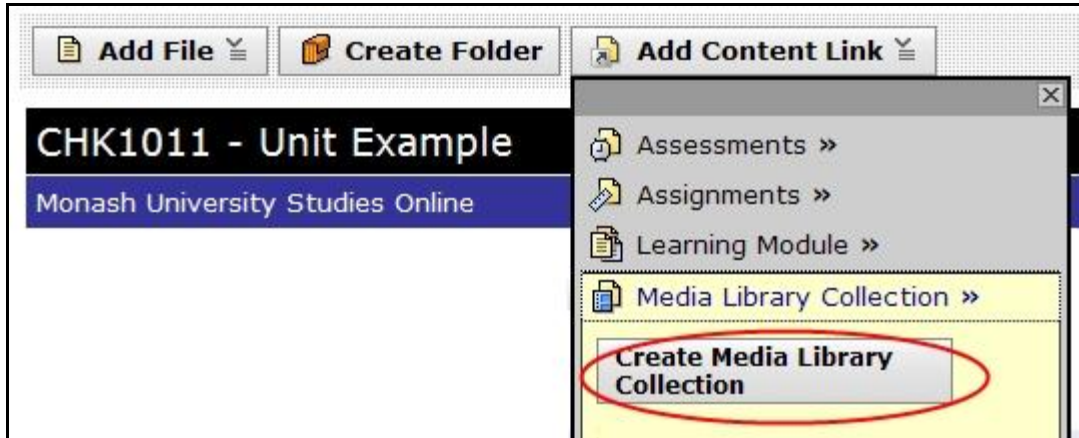 Add File
Create Folder
Add Content Link
CHK1011 - Unit Example
Monash University Studies Online
Assessments »
Assignments »
Learning Module »
Media Library Collection »
Create Media Library
Collection